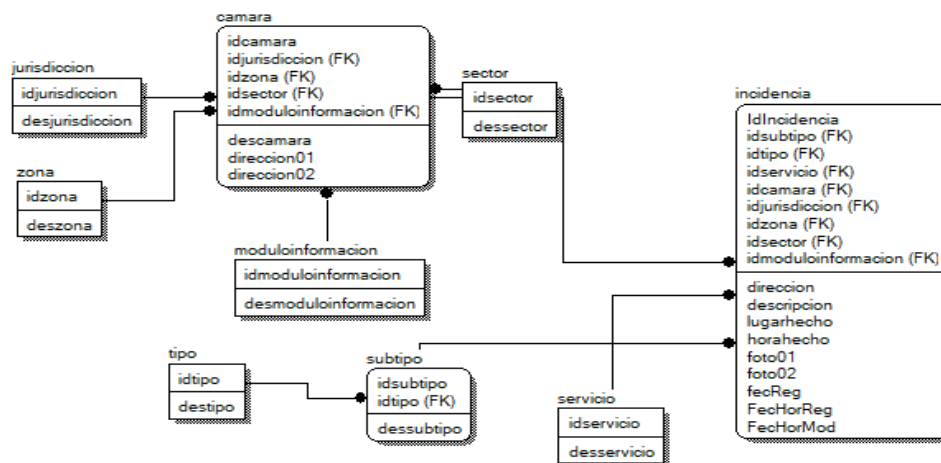 camara
idcamara
idjurisdiccion (FK)
idzona (FK)
idsector (FK)
idmoduloinformacion (FK)
descamara
direccion01
direccion02
jurisdiccion
idjurisdiccion
desjurisdiccion
zona
idzona
deszona
sector
idsector
dessector
moduloinformacion
idmoduloinformacion
desmoduloinformacion
tipo
idtipo
destipo
subtipo
idsubtipo
idtipo (FK)
dessubtipo
servicio
idservicio
desservicio
incidencia
IdIncidencia
idsubtipo (FK)
idtipo (FK)
idservicio (FK)
idcamara (FK)
idjurisdiccion (FK)
idzona (FK)
idsector (FK)
idmoduloinformacion (FK)
direccion
descripcion
lugarhecho
horahecho
foto01
foto02
fecReg
FecHorReg
FecHorMod